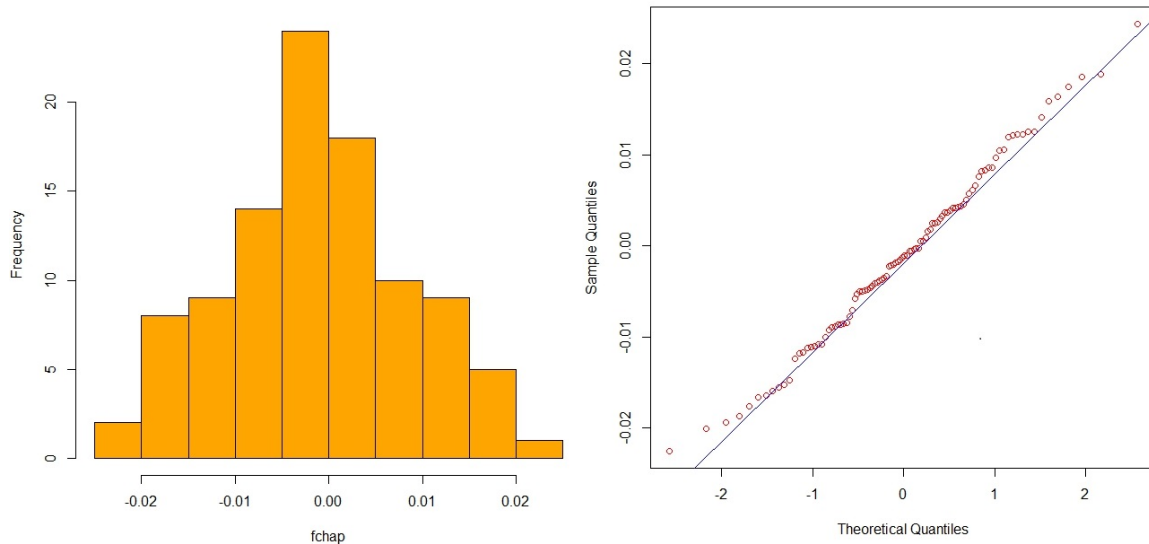 Frequency
20
15
10
5
0
-0.02 -0.01 0.00 0.01 0.02
fchap
Sample Quantiles
0.02
0.01
0.00
-0.01
-0.02
-2 -1 0 1 2
Theoretical Quantiles